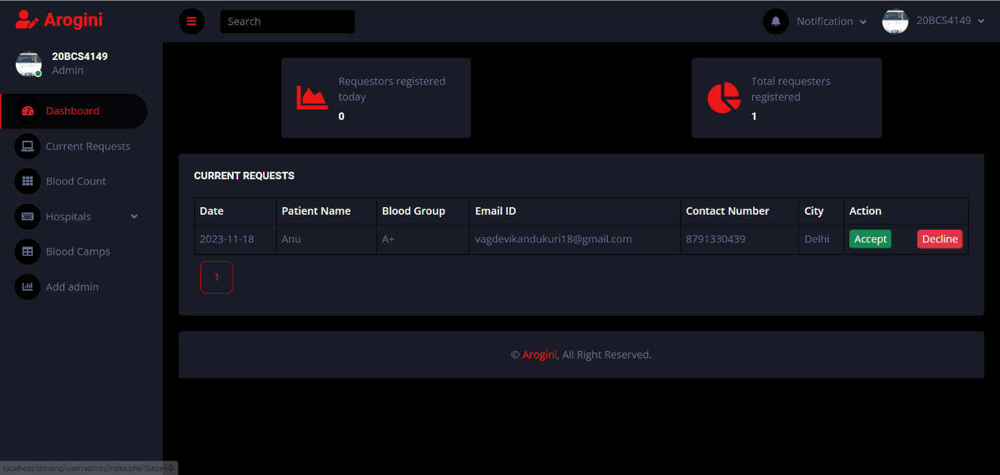 Arogini
Search
Notification
20BCS4149
20BCS4149
Admin
Dashboard
Current Requests
Blood Count
Hospitals
Blood Camps
Add admin
Requestors registered
today
0
Total requesters
registered
1
CURRENT REQUESTS
Date Patient Name Blood Group Email ID Contact Number City Action
2023-11-18 Anu A+ vagdevikandukuri18@gmail.com 8791330439 Delhi Accept Decline
1
© Arogini, All Right Reserved.
localhost/shivang/user/admin/index.php?page=0